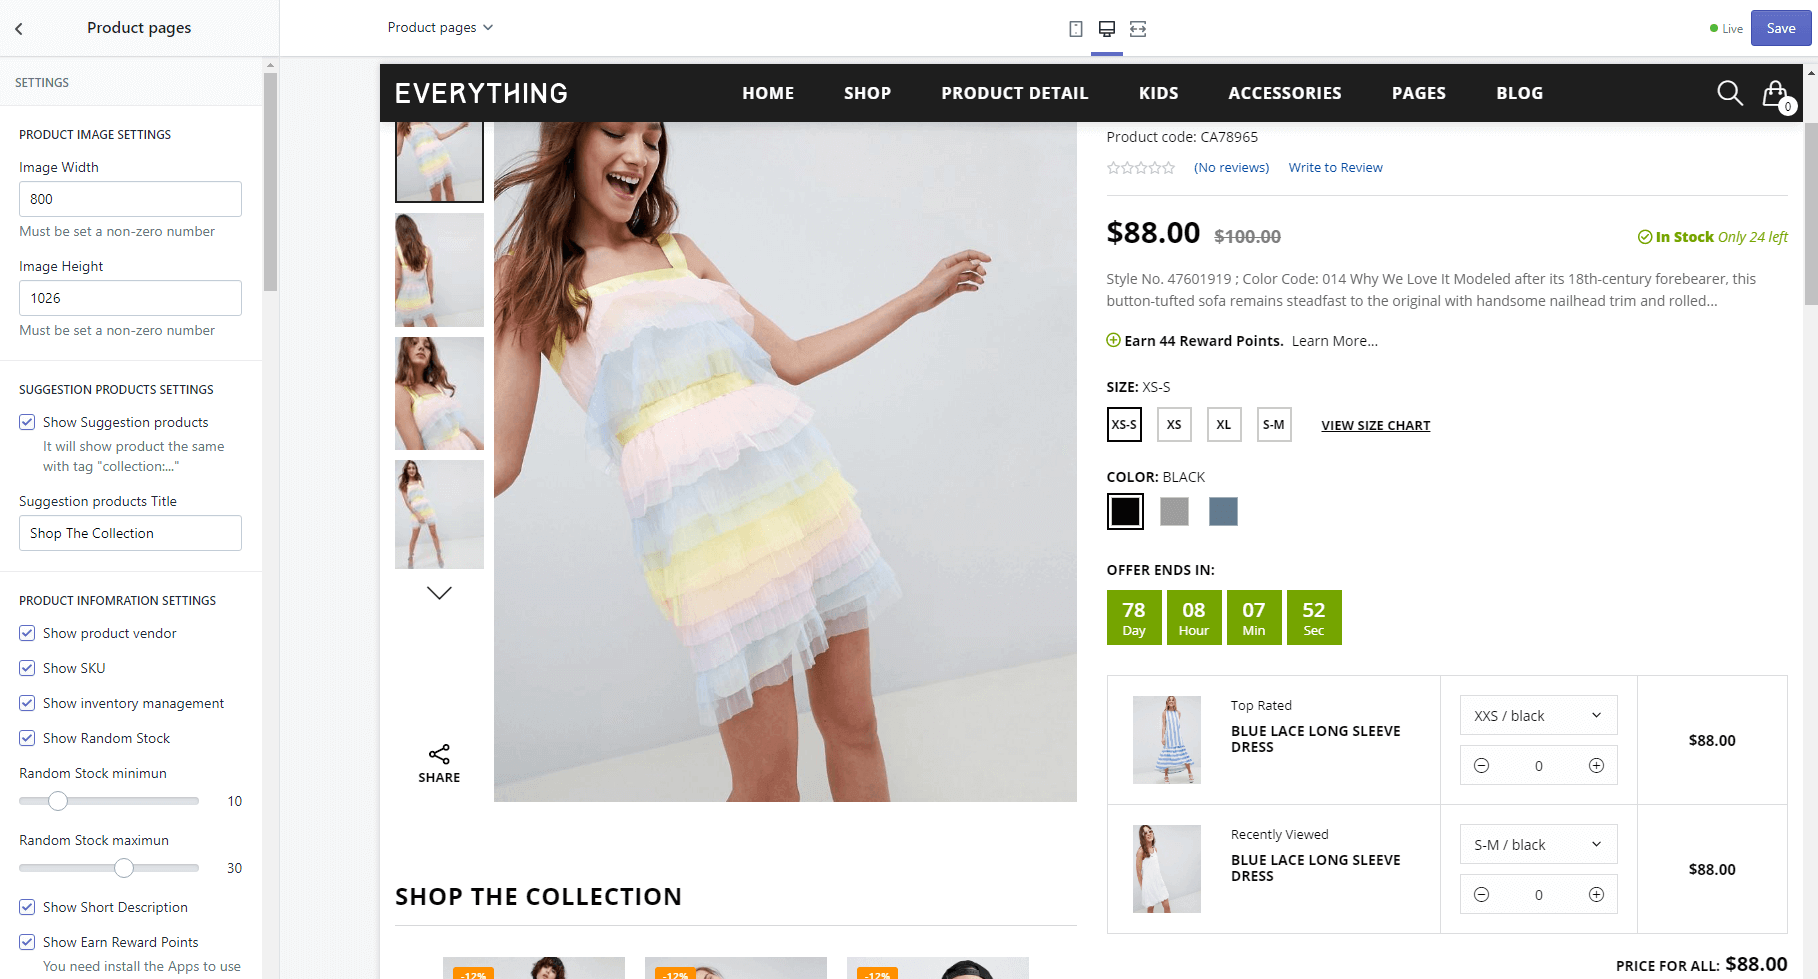 Product pages
SETTINGS
PRODUCT IMAGE SETTINGS
Image Width
800
Must be set a non-zero number
Image Height
1026
Must be set a non-zero number
SUGGESTION PRODUCTS SETTINGS
Show Suggestion products
It will show product the same
with tag "collection:..."
Suggestion products Title
Shop The Collection
PRODUCT INFOMRATION SETTINGS
Show product vendor
Show SKU
Show inventory management
Show Random Stock
Random Stock minimun
10
Random Stock maximun
30
Show Short Description
Show Earn Reward Points
You need install the Apps to use
Product pages
Live
Save
EVERYTHING
HOME SHOP PRODUCT DETAIL KIDS ACCESSORIES PAGES BLOG
0
SHARE
Product code: CA78965
(No reviews) Write to Review
$88.00 $100.00
In Stock Only 24 left
Style No. 47601919 ; Color Code: 014 Why We Love It Modeled after its 18th-century forebearer, this
button-tufted sofa remains steadfast to the original with handsome nailhead trim and rolled...
Earn 44 Reward Points. Learn More...
SIZE: XS-S
XS-S XS XL S-M VIEW SIZE CHART
COLOR: BLACK
OFFER ENDS IN:
78 08 07 52
Day Hour Min Sec
Top Rated
BLUE LACE LONG SLEEVE
DRESS
XXS / black
0
$88.00
Recently Viewed
BLUE LACE LONG SLEEVE
DRESS
S-M / black
0
$88.00
PRICE FOR ALL: $88.00
SHOP THE COLLECTION
-12% -12% -12%